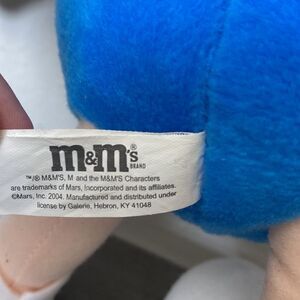 m&m's®
BRAND
™/® M&M'S, M and the M&M'S Characters
are trademarks of Mars, Incorporated and its affiliates.
©Mars, Inc. 2004. Manufactured and distributed under
license by Galerie, Hebron, KY 41048